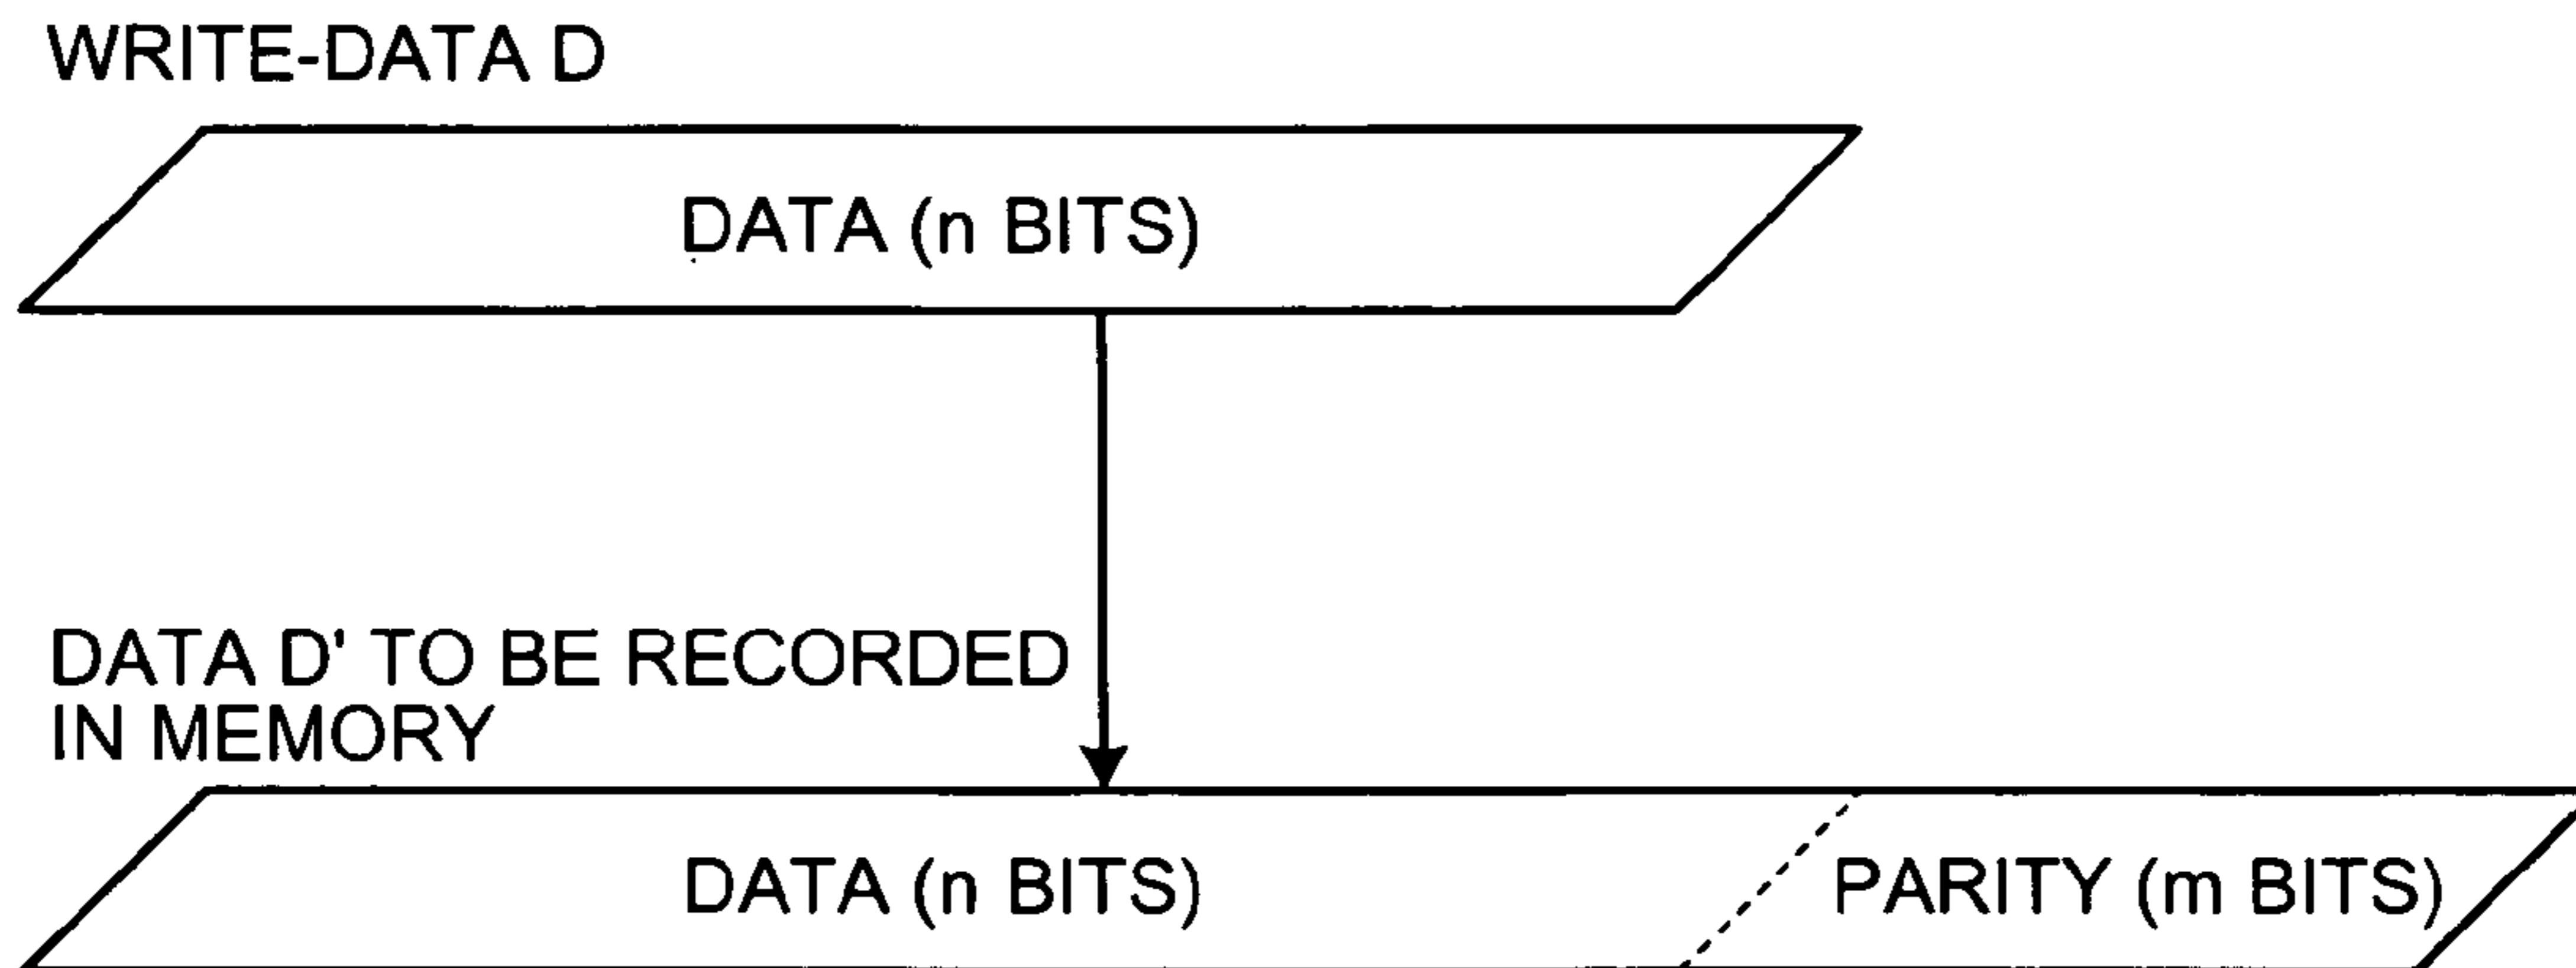 WRITE-DATA D
DATA (n BITS)
DATA D' TO BE RECORDED
IN MEMORY
DATA (n BITS) PARITY (m BITS)